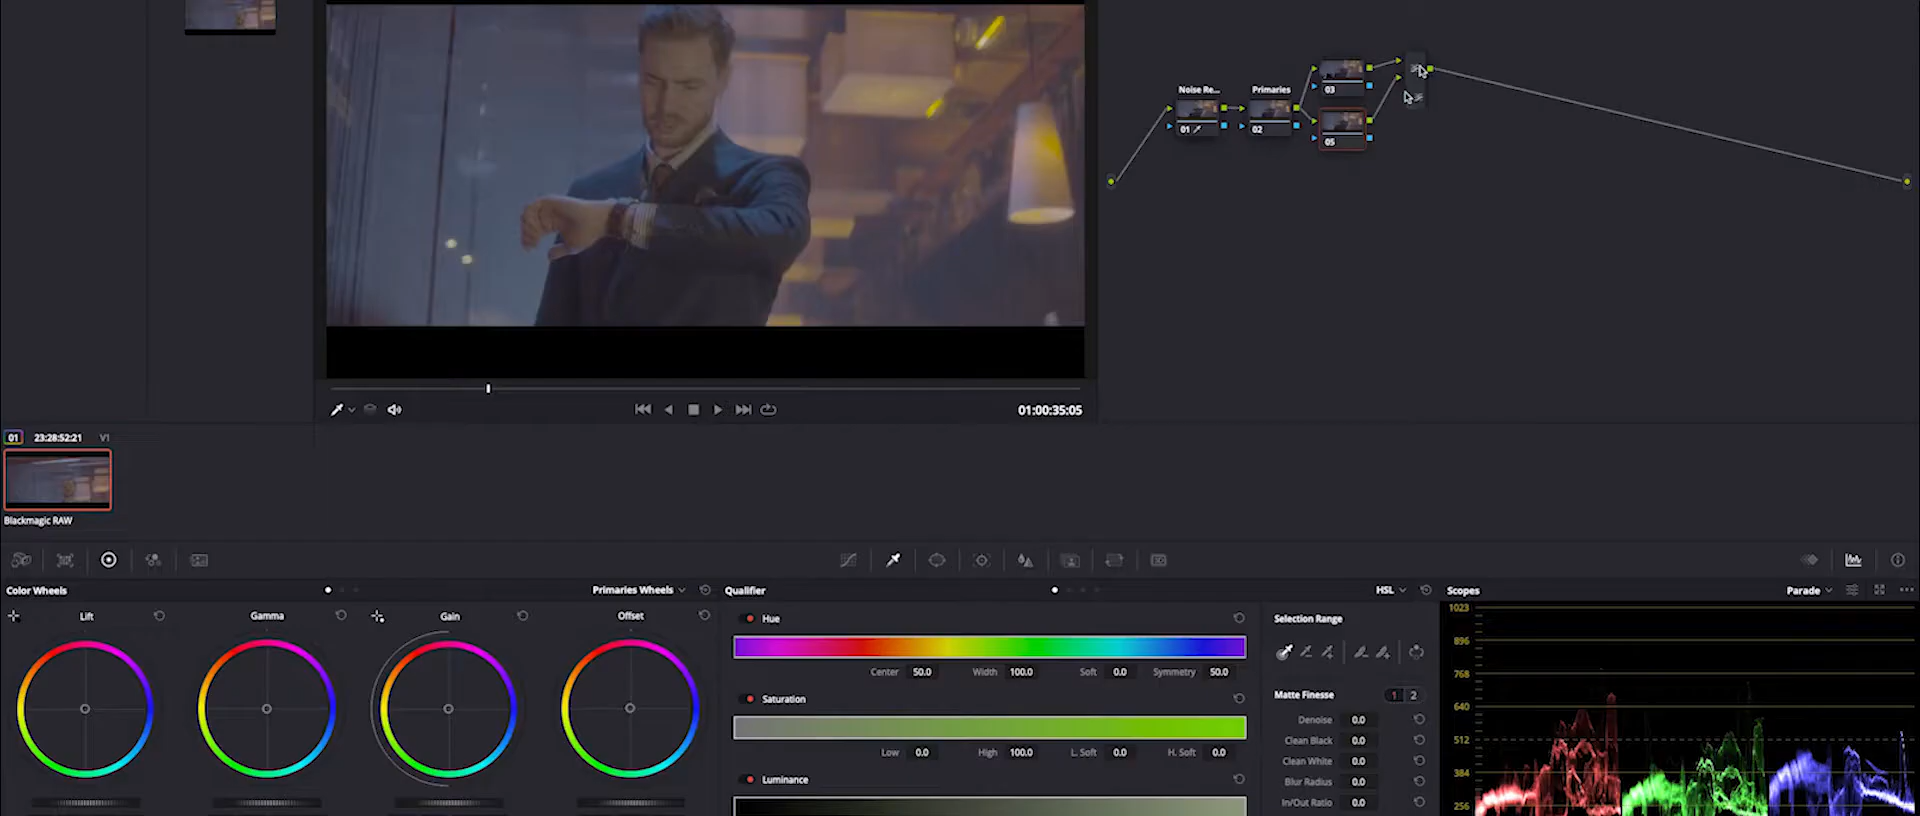 Noise Re...
Primaries
01
02
03
05
01:00:35:05
01 23:28:52:21 V1
Blackmagic RAW
Color Wheels
Primaries Wheels
Lift
Gamma
Gain
Offset
Qualifier
HSL
Hue
Center 50.0 Width 100.0 Soft 0.0 Symmetry 50.0
Saturation
Low 0.0 High 100.0 L. Soft 0.0 H. Soft 0.0
Luminance
Selection Range
Matte Finesse 1 2
Denoise 0.0
Clean Black 0.0
Clean White 0.0
Blur Radius 0.0
In/Out Ratio 0.0
Scopes
Parade
1023
896
768
640
512
384
256